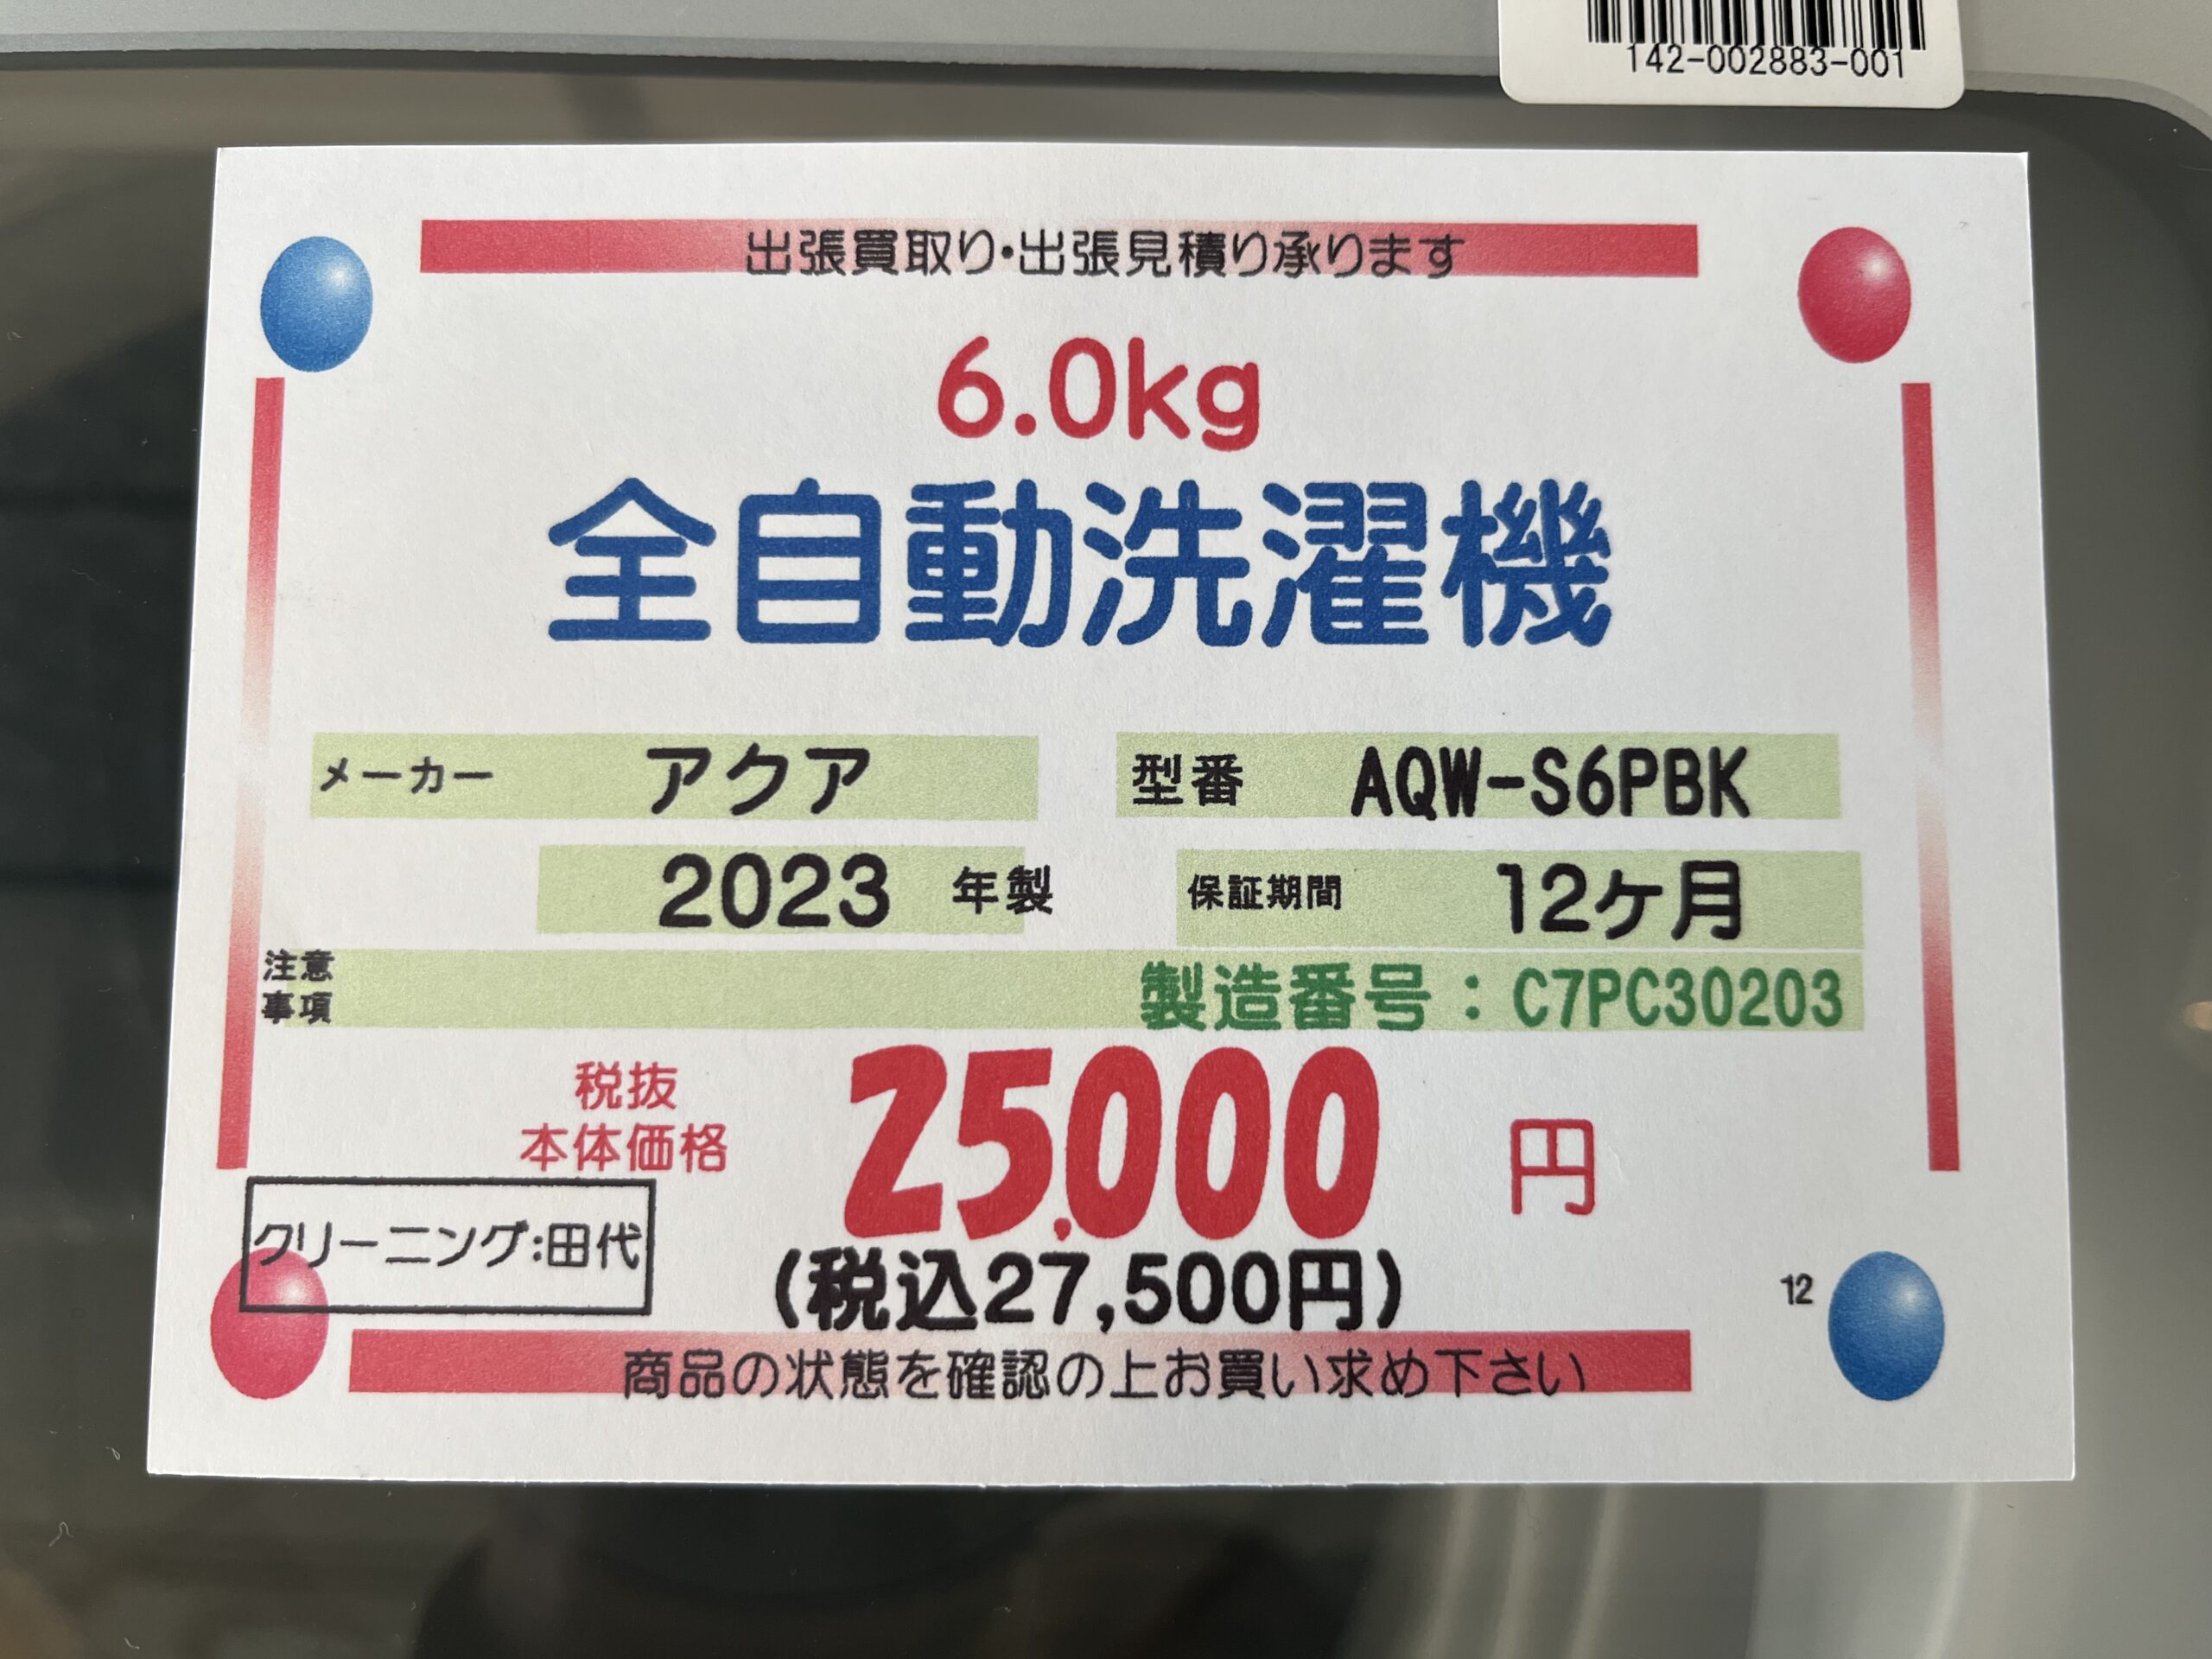 142-002883-001
出張買取り・出張見積り承ります
6.0kg
全自動洗濯機
メーカー アクア 型番 AQW-S6PBK
2023 年製 保証期間 12ケ月
注意
事項
製造番号：C7PC30203
税抜
本体価格
25,000 円
クリーニング:田代
(税込27,500円)
12
商品の状態を確認の上お買い求め下さい